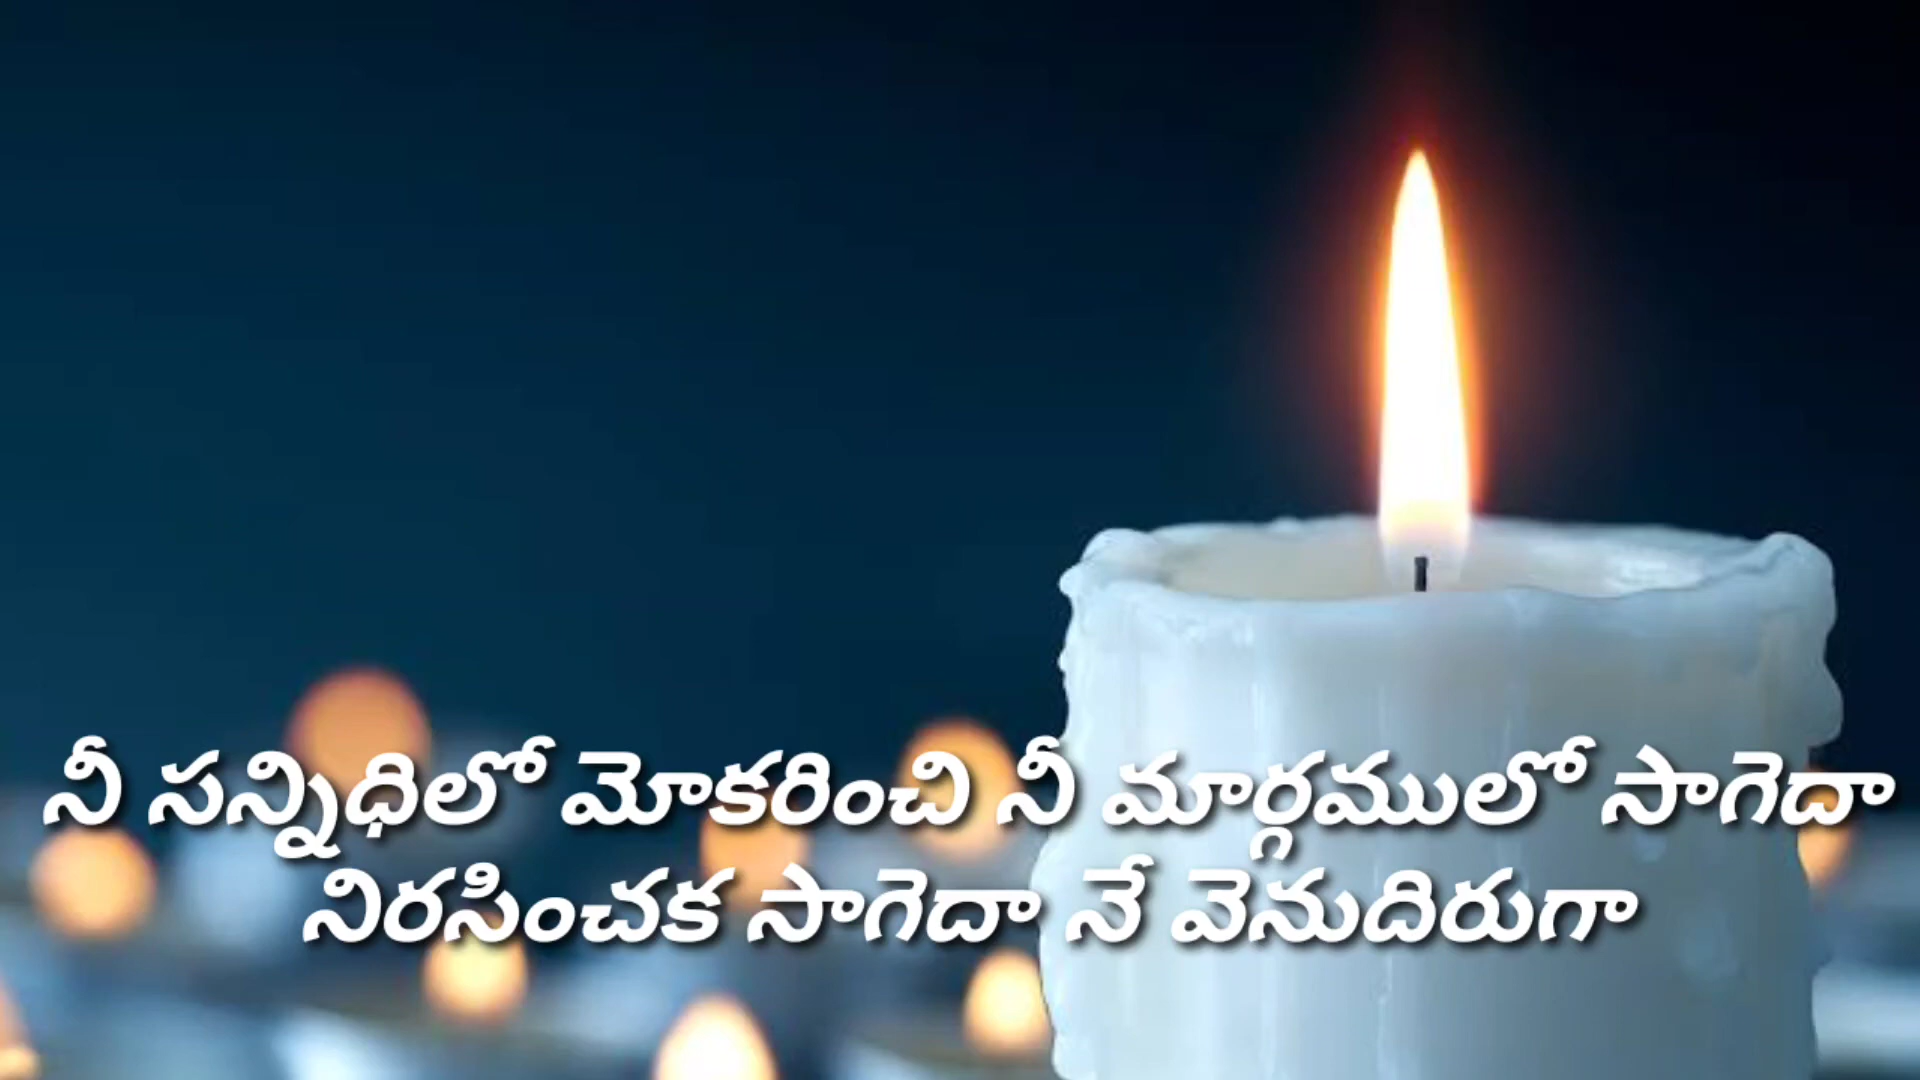 నీ సన్నిధిలో మోకరించి నీ మార్గములో సాగెదా
నిరసించక సాగెదా నే వెనుదిరుగా